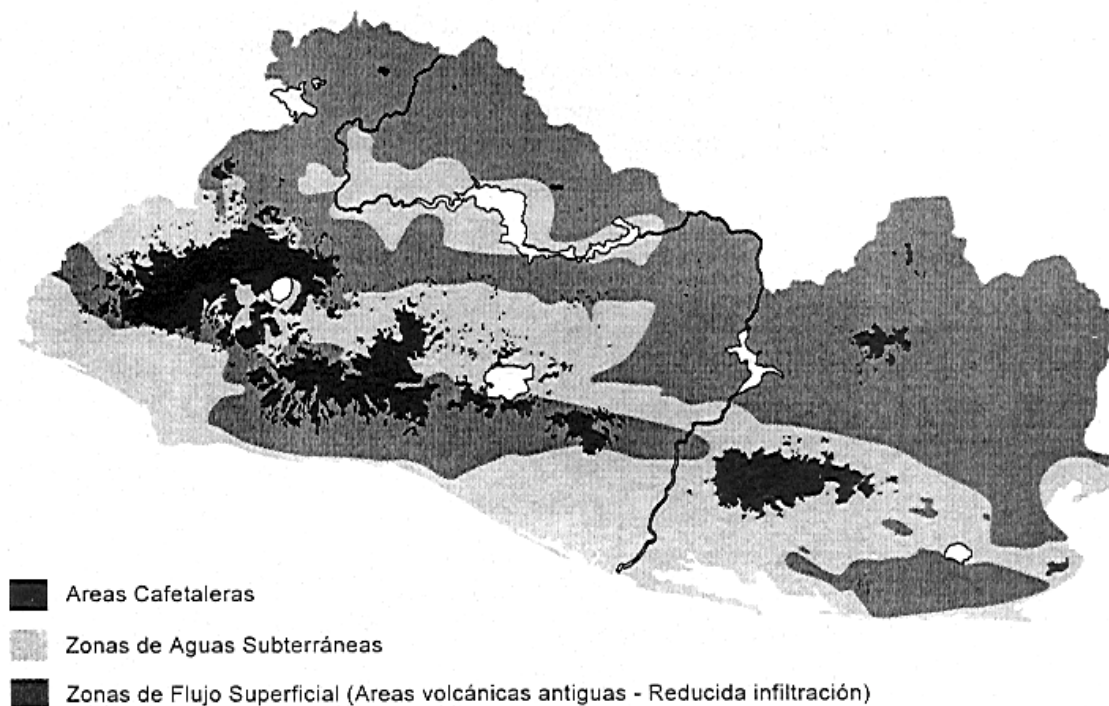 Areas Cafetaleras
Zonas de Aguas Subterráneas
Zonas de Flujo Superficial (Areas volcánicas antiguas - Reducida infiltración)